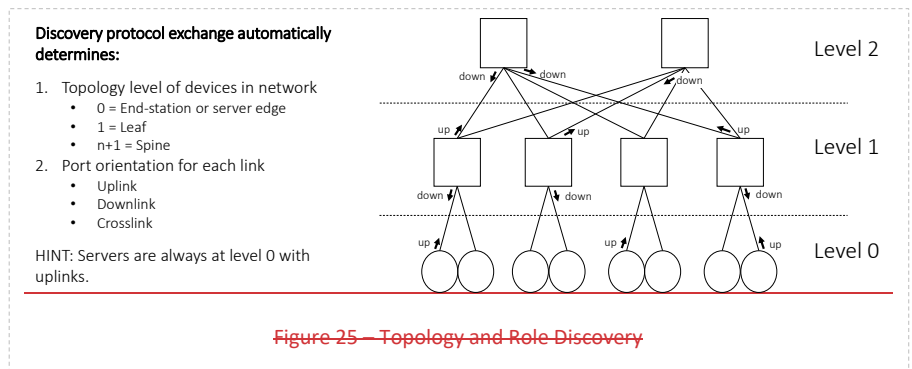 Discovery protocol exchange automatically
determines:
1. Topology level of devices in network
• 0 = End-station or server edge
• 1 = Leaf
• n+1 = Spine
2. Port orientation for each link
• Uplink
• Downlink
• Crosslink
HINT: Servers are always at level 0 with
uplinks.
Level 2
down
down
down
up
up
up
Level 1
down
down
down
up
up
up
Level 0
Figure 25 – Topology and Role Discovery